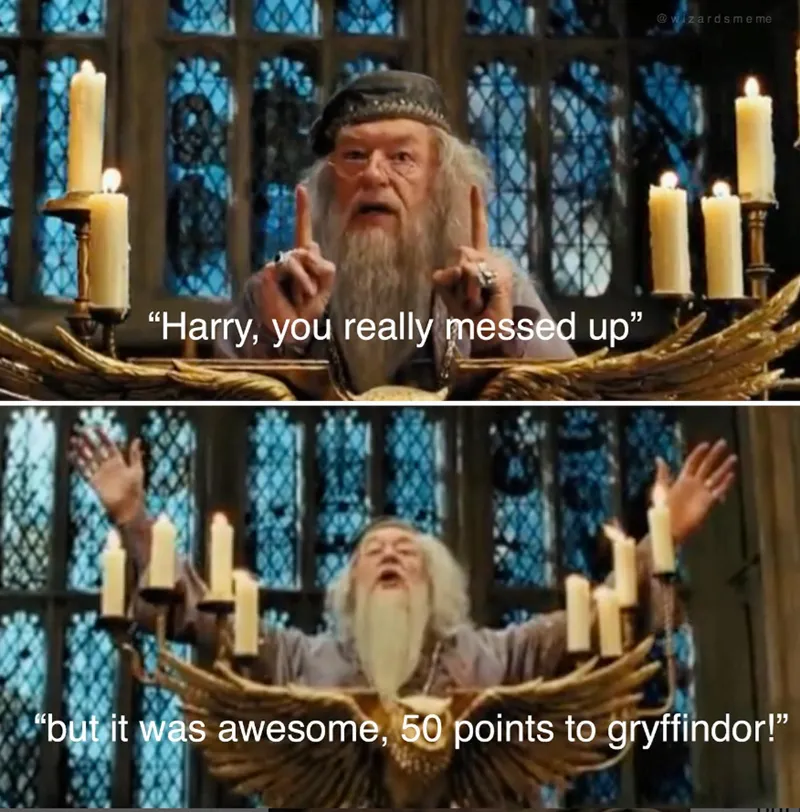 @wizardsmeme
“Harry, you really messed up”
“but it was awesome, 50 points to gryffindor!”